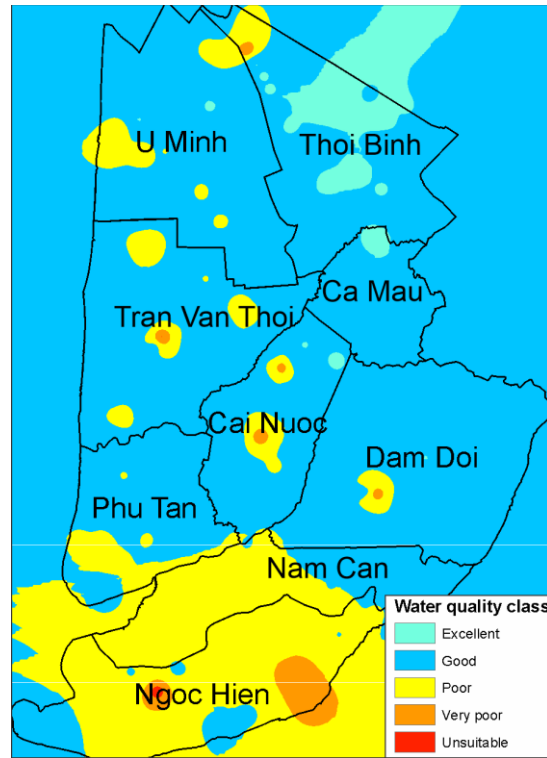 U Minh
Thoi Binh
Ca Mau
Tran Van Thoi
Cai Nuoc
Dam Doi
Phu Tan
Nam Can
Ngoc Hien
Water quality class
Excellent
Good
Poor
Very poor
Unsuitable